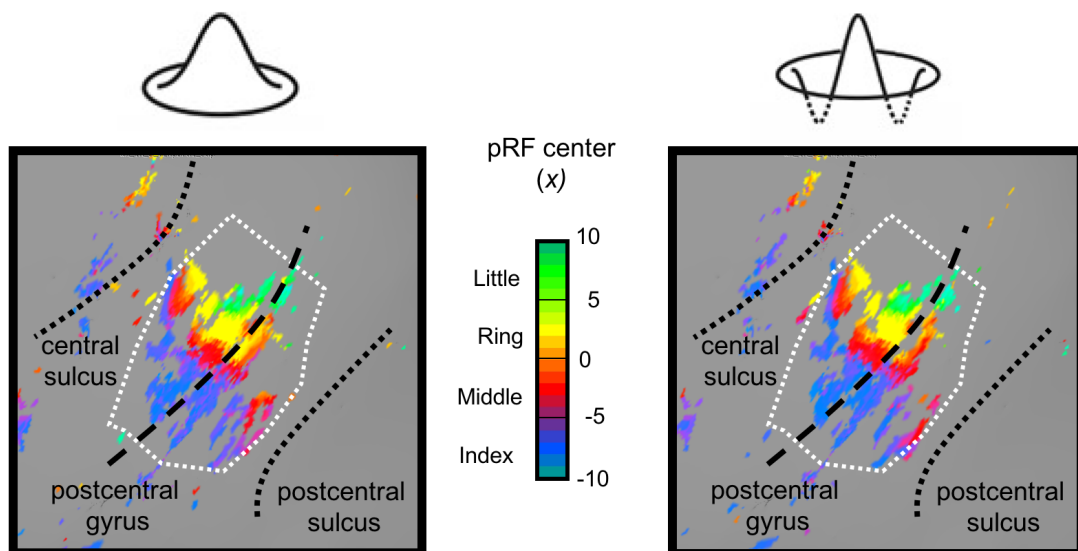 pRF center
(x)
10
Little
5
Ring
0
Middle
-5
Index
-10
central
sulcus
postcentral
gyrus
postcentral
sulcus
central
sulcus
postcentral
gyrus
postcentral
sulcus